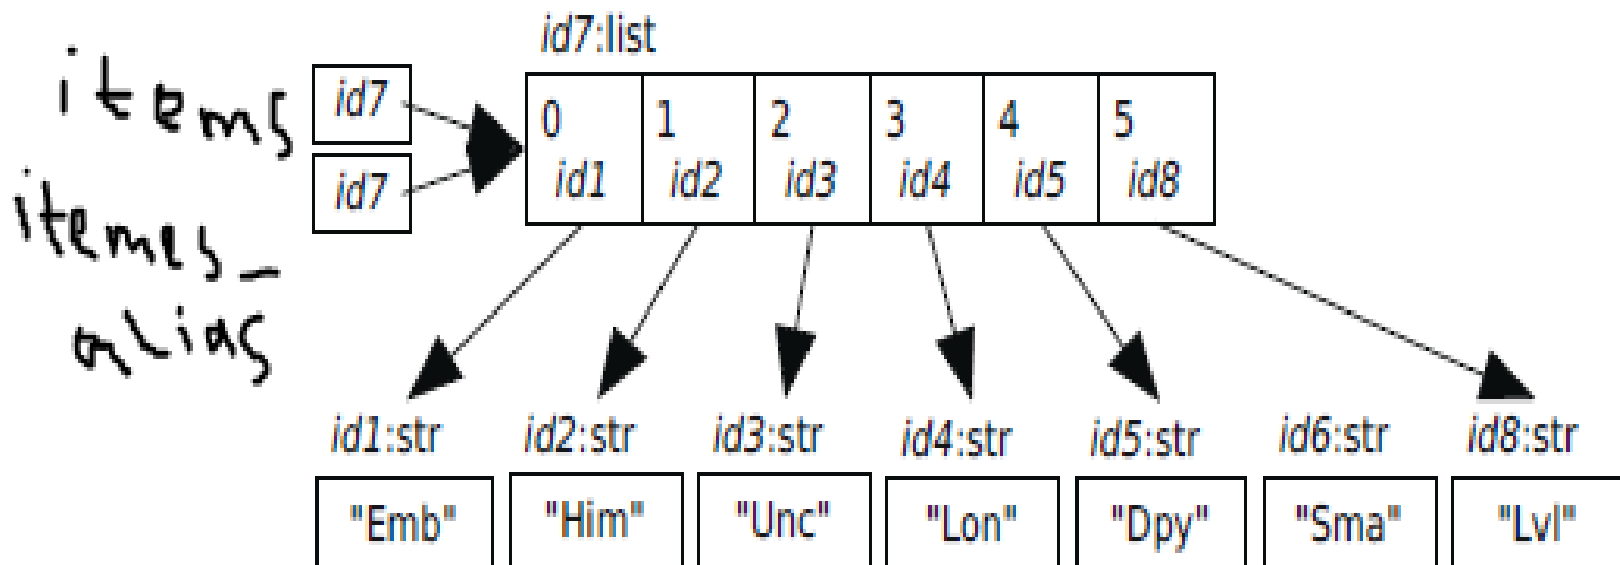 id7:list
items id7
id7
itemes_
alias
0 1 2 3 4 5
id1 id2 id3 id4 id5 id8
id1:str id2:str id3:str id4:str id5:str id6:str id8:str
"Emb" "Him" "Unc" "Lon" "Dpy" "Sma" "Lvl"